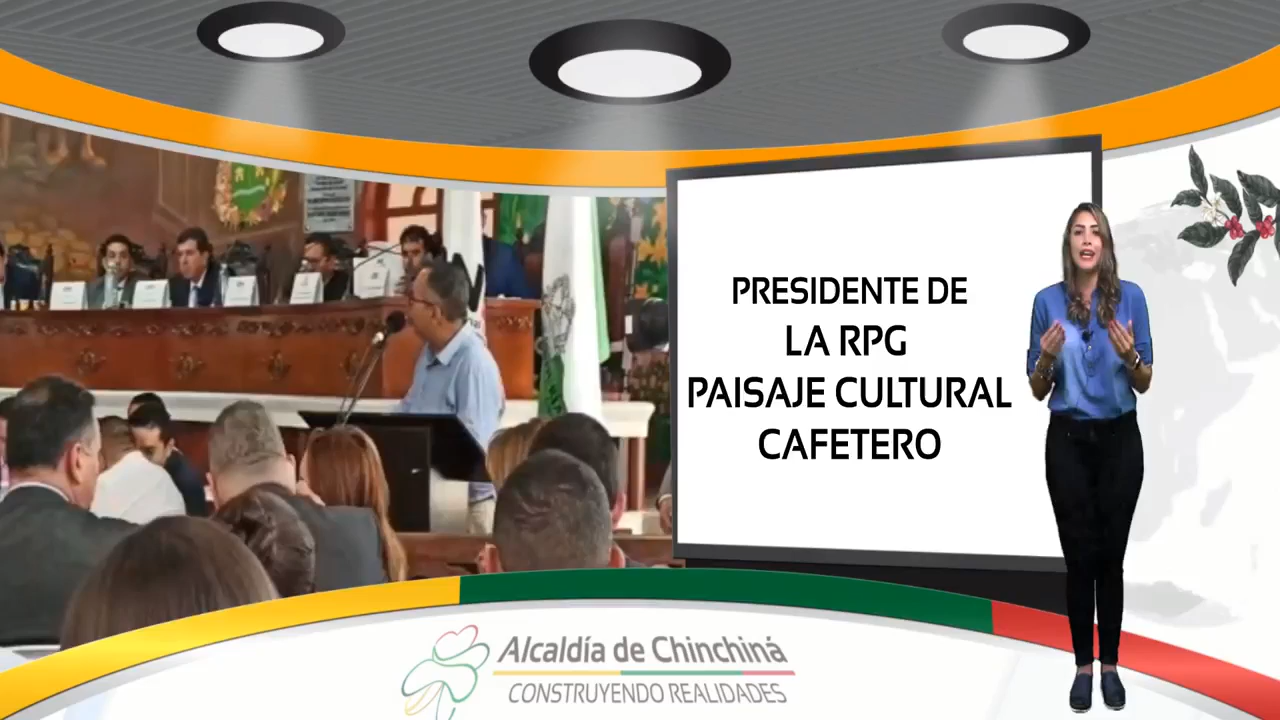 PRESIDENTE DE
LA RPG
PAISAJE CULTURAL
CAFETERO
Alcaldía de Chinchiná
CONSTRUYENDO REALIDADES